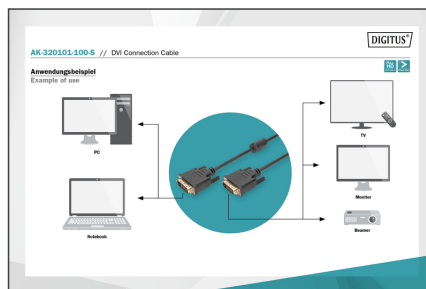 DIGITUS®
AK-320101-100-S // DVI Connection Cable
Anwendungsbeispiel
Example of use
PC
TV
Monitor
Notebook
Beamer